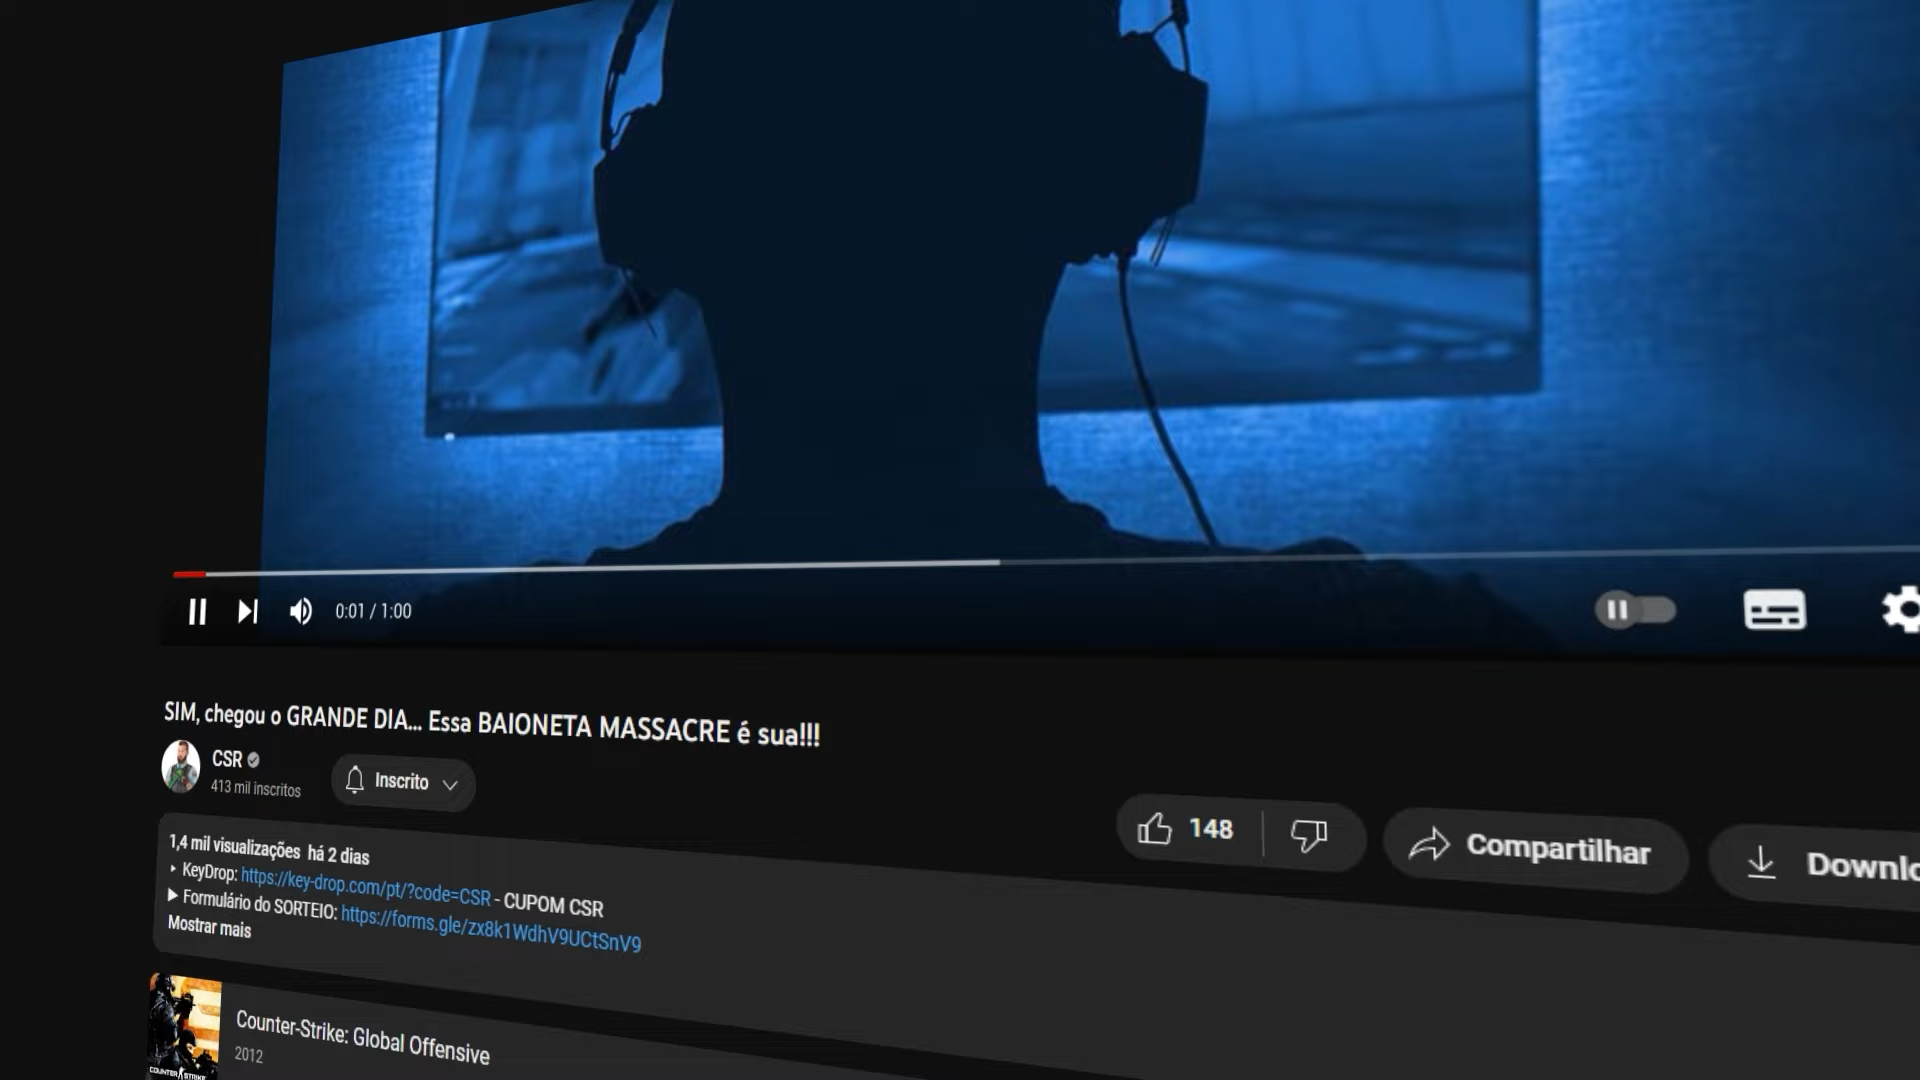 0:01 / 1:00
SIM, chegou o GRANDE DIA... Essa BAIONETA MASSACRE é sua!!!
CSR
413 mil inscritos
Inscrito
148
Compartilhar
Downlo
1,4 mil visualizações há 2 dias
‣ KeyDrop: https://key-drop.com/pt/?code=CSR - CUPOM CSR
▶ Formulário do SORTEIO: https://forms.gle/zx8k1WdhV9UCtSnV9
Mostrar mais
Counter-Strike: Global Offensive
2012
COUNTER STRIKE